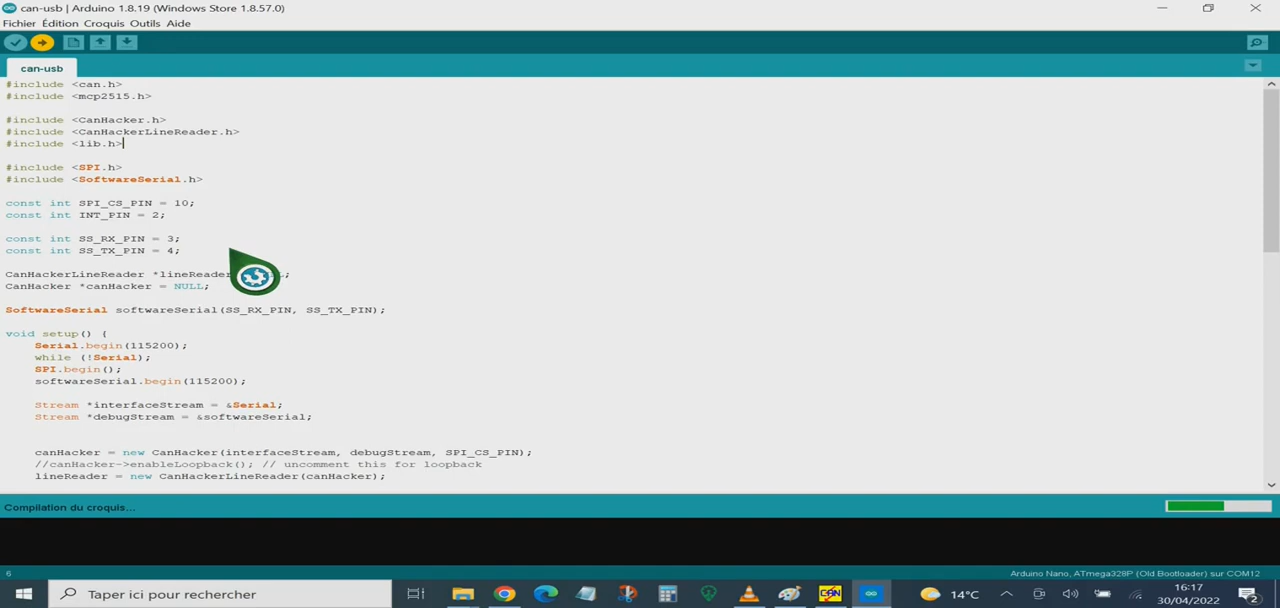 can-usb | Arduino 1.8.19 (Windows Store 1.8.57.0)
Fichier Édition Croquis Outils Aide
can-usb
#include <can.h>
#include <mcp2515.h>
#include <CanHacker.h>
#include <CanHackerLineReader.h>
#include <lib.h>
#include <SPI.h>
#include <SoftwareSerial.h>
const int SPI_CS_PIN = 10;
const int INT_PIN = 2;
const int SS_RX_PIN = 3;
const int SS_TX_PIN = 4;
CanHackerLineReader *lineReader L;
CanHacker *canHacker = NULL;
SoftwareSerial softwareSerial(SS_RX_PIN, SS_TX_PIN);
void setup() {
Serial.begin(115200);
while (!Serial);
SPI.begin();
softwareSerial.begin(115200);
Stream *interfaceStream = &Serial;
Stream *debugStream = &softwareSerial;
canHacker = new CanHacker(interfaceStream, debugStream, SPI_CS_PIN);
//canHacker->enableLoopback(); // uncomment this for loopback
lineReader = new CanHackerLineReader(canHacker);
Compilation du croquis...
6
Arduino Nano, ATmega328P (Old Bootloader) sur COM12
Taper ici pour rechercher
CAN
14°C
16:17
30/04/2022
2